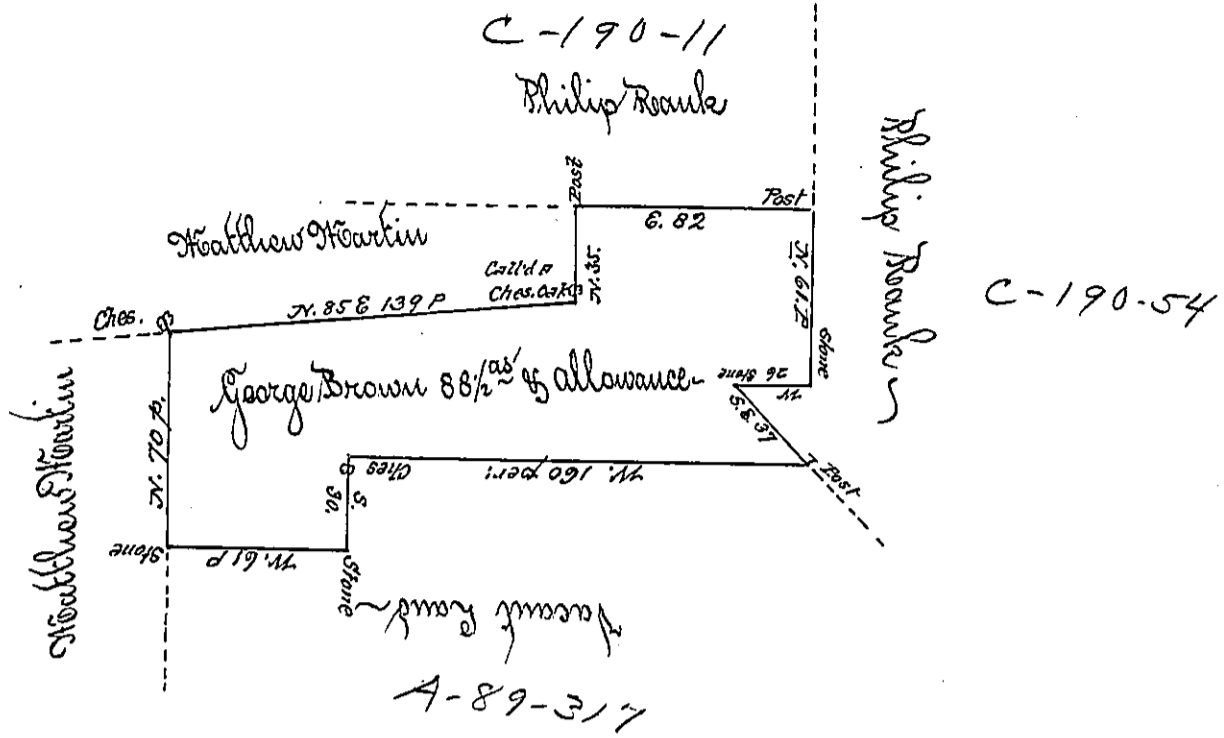 C-190-11
Philip Rank
Post
Post
E. 82
Matthew Martin
N. 35.
N. 61. P
Philip Rank
C-190-54
Call'd a
Ches. Oak
Ches.
N. 85 E 139 P
Stone
W 26 Stone
George Brown 88 1/2 as' & allowance
S. E. 37
Post
Matthew Martin
N. 70 P.
Ches
W. 160 per:
S. 30.
Stone
W. 61 P
Stone
Vacant Land
A-89-317